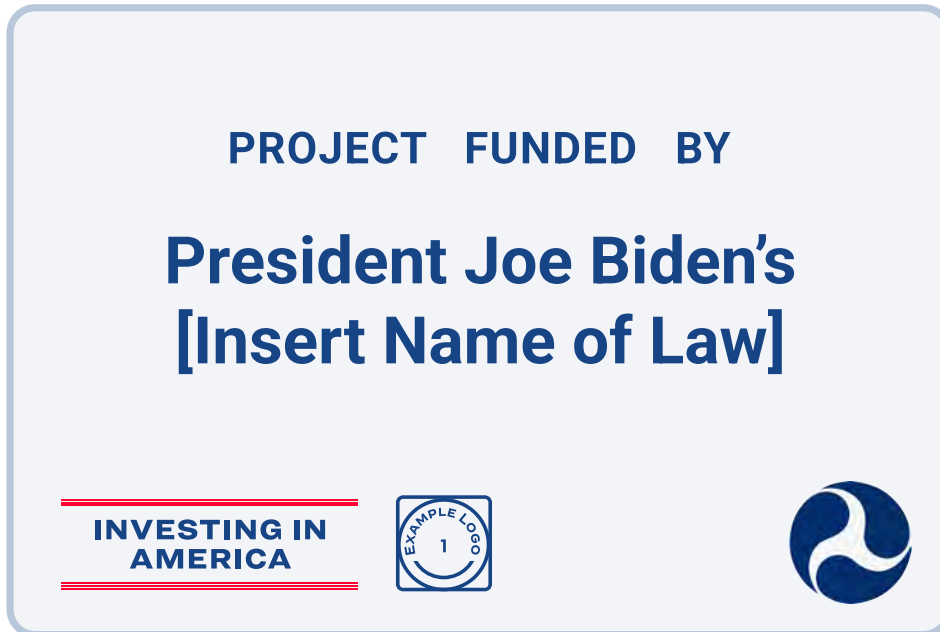 PROJECT FUNDED BY
President Joe Biden’s
[Insert Name of Law]
INVESTING IN
AMERICA
EXAMPLE LOGO
1